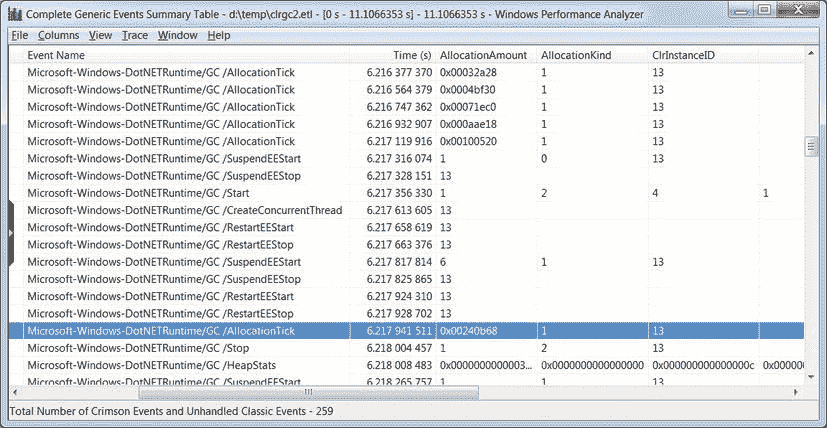 Complete Generic Events Summary Table - d:\temp\clrgc2.etl - [0 s - 11.1066353 s] - 11.1066353 s - Windows Performance Analyzer
File Columns View Trace Window Help
Event Name Time (s) AllocationAmount AllocationKind ClrInstanceID
Microsoft-Windows-DotNETRuntime/GC /AllocationTick 6.216 377 370 0x00032a28 1 13
Microsoft-Windows-DotNETRuntime/GC /AllocationTick 6.216 564 379 0x0004bf30 1 13
Microsoft-Windows-DotNETRuntime/GC /AllocationTick 6.216 747 362 0x00071ec0 1 13
Microsoft-Windows-DotNETRuntime/GC /AllocationTick 6.216 932 907 0x000aae18 1 13
Microsoft-Windows-DotNETRuntime/GC /AllocationTick 6.217 119 916 0x00100520 1 13
Microsoft-Windows-DotNETRuntime/GC /SuspendEEStart 6.217 316 074 1 0 13
Microsoft-Windows-DotNETRuntime/GC /SuspendEEStop 6.217 328 151 13
Microsoft-Windows-DotNETRuntime/GC /Start 6.217 356 330 1 2 4 1
Microsoft-Windows-DotNETRuntime/GC /CreateConcurrentThread 6.217 613 605 13
Microsoft-Windows-DotNETRuntime/GC /RestartEEStart 6.217 658 619 13
Microsoft-Windows-DotNETRuntime/GC /RestartEEStop 6.217 663 376 13
Microsoft-Windows-DotNETRuntime/GC /SuspendEEStart 6.217 817 814 6 1 13
Microsoft-Windows-DotNETRuntime/GC /SuspendEEStop 6.217 825 865 13
Microsoft-Windows-DotNETRuntime/GC /RestartEEStart 6.217 924 310 13
Microsoft-Windows-DotNETRuntime/GC /RestartEEStop 6.217 928 702 13
Microsoft-Windows-DotNETRuntime/GC /AllocationTick 6.217 941 511 0x00240b68 1 13
Microsoft-Windows-DotNETRuntime/GC /Stop 6.218 004 457 1 2 13
Microsoft-Windows-DotNETRuntime/GC /HeapStats 6.218 008 483 0x0000000000003... 0x0000000000000000 0x000000000000000c 0x000000
Microsoft-Windows-DotNETRuntime/GC /SuspendEEStart 6.218 265 757 1 1 13
Total Number of Crimson Events and Unhandled Classic Events - 259